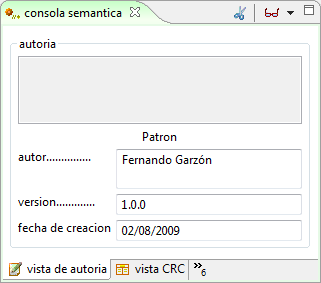 consola semantica
autoria
Patron
autor............... Fernando Garzón
version............. 1.0.0
fecha de creacion 02/08/2009
vista de autoria vista CRC »6